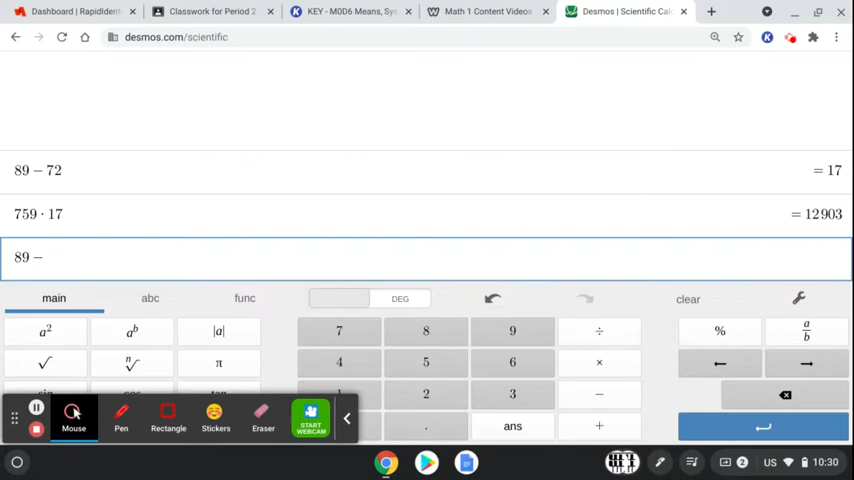 Dashboard | RapidIdent
Classwork for Period 2
KEY - M0D6 Means, Sys
Math 1 Content Videos
Desmos | Scientific Calc
desmos.com/scientific
89 − 72
= 17
759 · 17
= 12903
89 −
main
abc
func
DEG
clear
a²
aᵇ
|a|
7
8
9
÷
%
a/b
√
ⁿ√
π
4
5
6
×
←
→
2
3
−
.
ans
+
Mouse
Pen
Rectangle
Stickers
Eraser
START WEBCAM
2
US
10:30